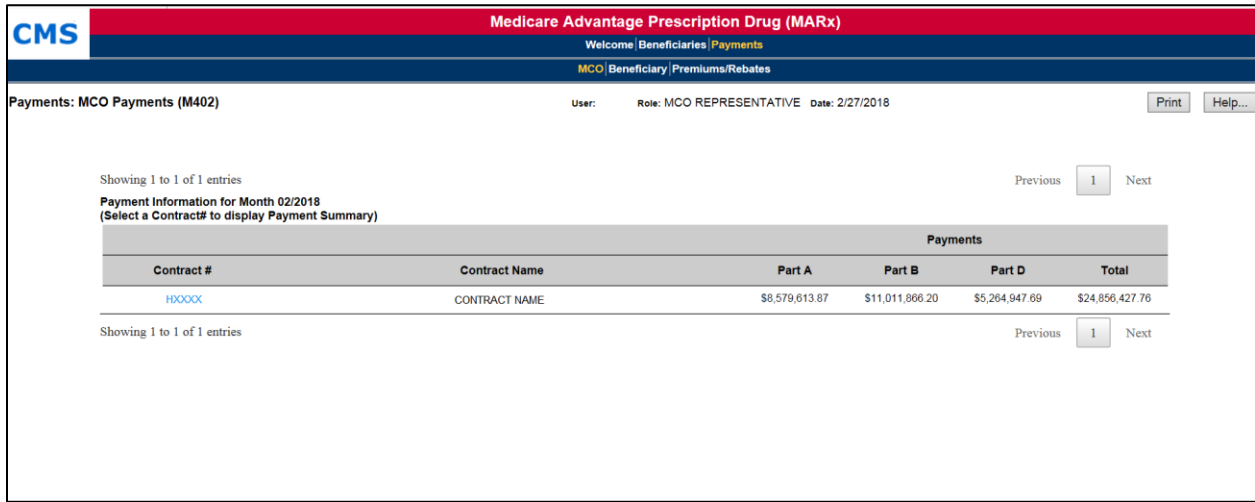 CMS
Medicare Advantage Prescription Drug (MARx)
Welcome|Beneficiaries|Payments
MCO|Beneficiary|Premiums/Rebates
Payments: MCO Payments (M402) User: Role: MCO REPRESENTATIVE Date: 2/27/2018 Print Help...
Showing 1 to 1 of 1 entries Previous 1 Next
Payment Information for Month 02/2018
(Select a Contract# to display Payment Summary)
Payments
Contract # Contract Name Part A Part B Part D Total
HXXXX CONTRACT NAME $8,579,613.87 $11,011,866.20 $5,264,947.69 $24,856,427.76
Showing 1 to 1 of 1 entries Previous 1 Next